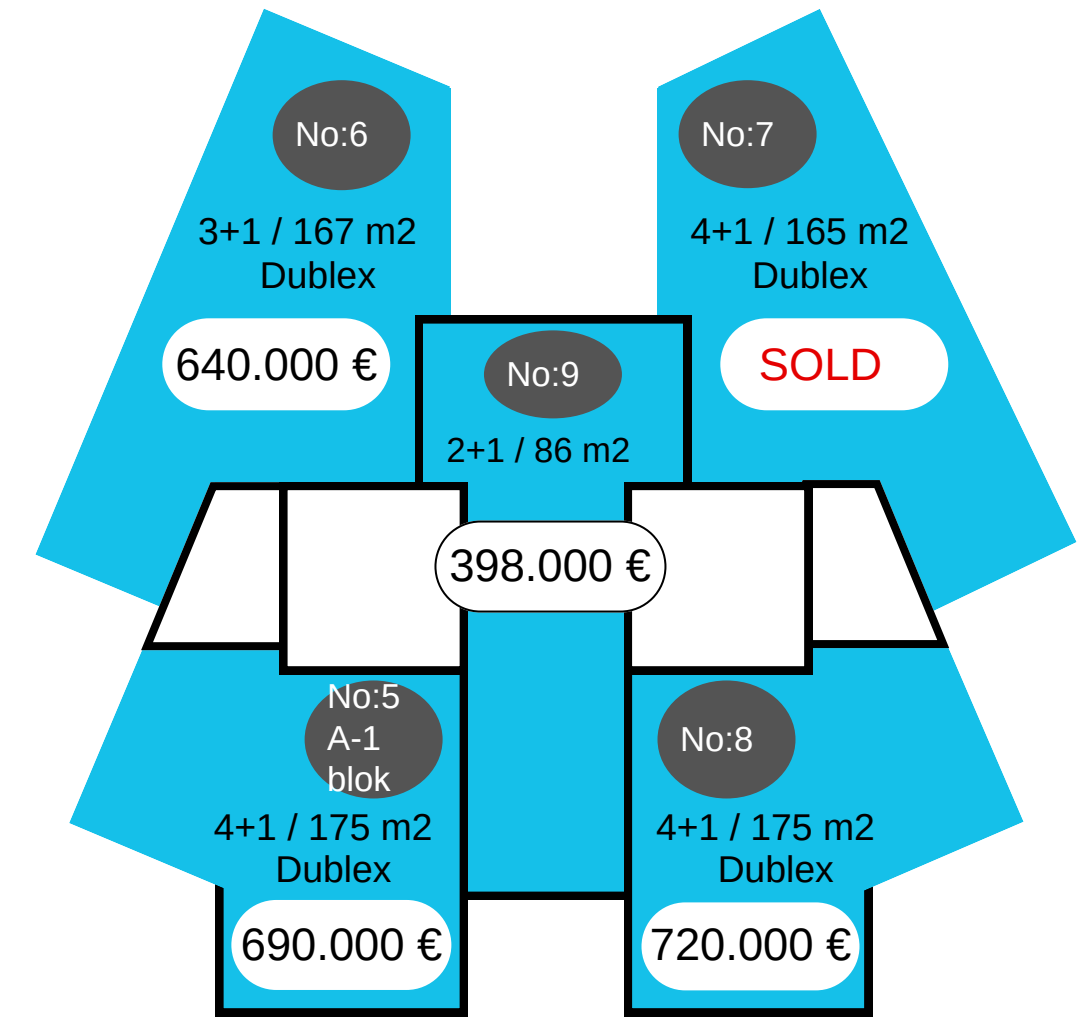 No:6
3+1 / 167 m2
Dublex
640.000 €
No:7
4+1 / 165 m2
Dublex
SOLD
No:9
2+1 / 86 m2
398.000 €
No:5
A-1
blok
4+1 / 175 m2
Dublex
690.000 €
No:8
4+1 / 175 m2
Dublex
720.000 €